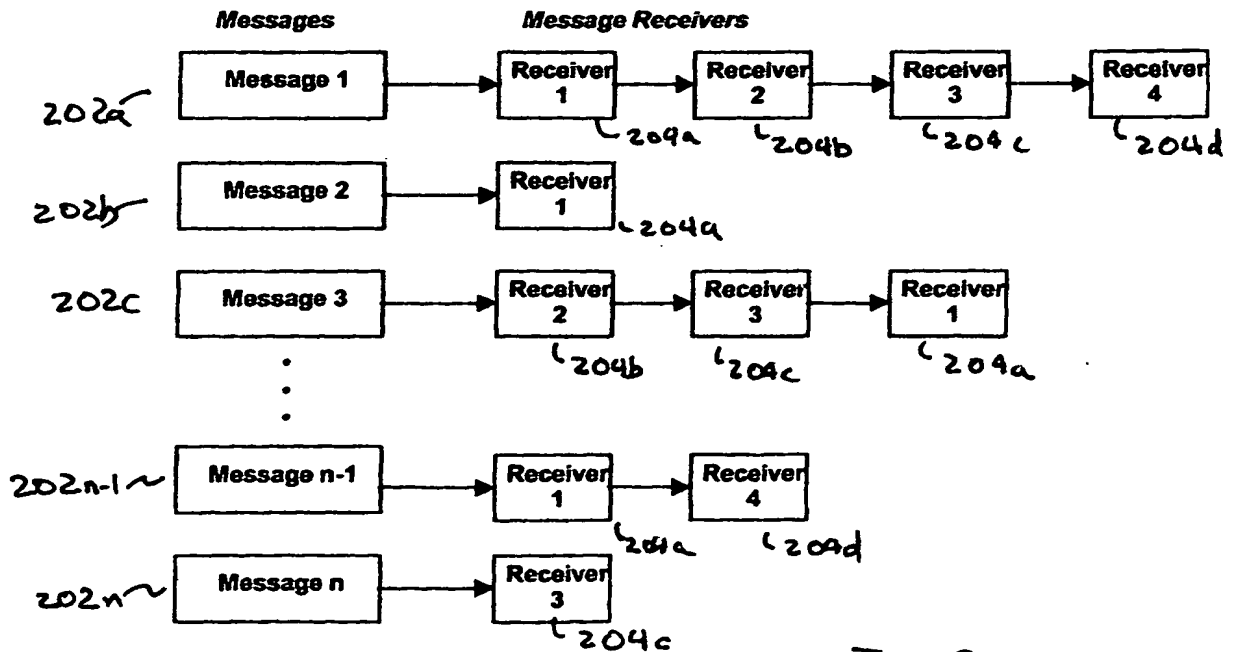 Messages Message Receivers
Message 1 Receiver 1 Receiver 2 Receiver 3 Receiver 4
202a 204a 204b 204c 204d
Message 2 Receiver 1
202b 204a
202c Message 3 Receiver 2 Receiver 3 Receiver 1
204b 204c 204a
202n-1 Message n-1 Receiver 1 Receiver 4
204a 204d
202n Message n Receiver 3
204c